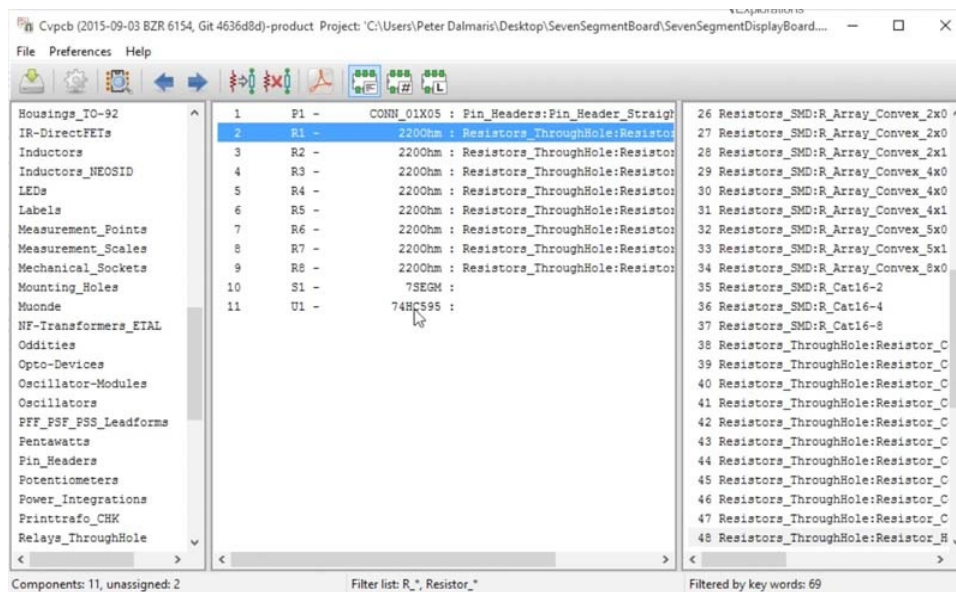 Cvpcb (2015-09-03 BZR 6154, Git 4636d8d)-product Project: 'C:\Users\Peter Dalmaris\Desktop\SevenSegmentBoard\SevenSegmentDisplayBoard....
File Preferences Help
Housings_TO-92
IR-DirectFETs
Inductors
Inductors_NEOSID
LEDs
Labels
Measurement_Points
Measurement_Scales
Mechanical_Sockets
Mounting_Holes
Muonde
NF-Transformers_ETAL
Oddities
Opto-Devices
Oscillator-Modules
Oscillators
PFF_PSF_PSS_Leadforms
Pentawatts
Pin_Headers
Potentiometers
Power_Integrations
Printtrafo_CHK
Relays_ThroughHole
1 P1 - CONN_01X05 : Pin_Headers:Pin_Header_Straigh
2 R1 - 220Ohm : Resistors_ThroughHole:Resistor
3 R2 - 220Ohm : Resistors_ThroughHole:Resistor
4 R3 - 220Ohm : Resistors_ThroughHole:Resistor
5 R4 - 220Ohm : Resistors_ThroughHole:Resistor
6 R5 - 220Ohm : Resistors_ThroughHole:Resistor
7 R6 - 220Ohm : Resistors_ThroughHole:Resistor
8 R7 - 220Ohm : Resistors_ThroughHole:Resistor
9 R8 - 220Ohm : Resistors_ThroughHole:Resistor
10 S1 - 7SEGM :
11 U1 - 74HC595 :
26 Resistors_SMD:R_Array_Convex_2x0
27 Resistors_SMD:R_Array_Convex_2x0
28 Resistors_SMD:R_Array_Convex_2x1
29 Resistors_SMD:R_Array_Convex_4x0
30 Resistors_SMD:R_Array_Convex_4x0
31 Resistors_SMD:R_Array_Convex_4x1
32 Resistors_SMD:R_Array_Convex_5x0
33 Resistors_SMD:R_Array_Convex_5x1
34 Resistors_SMD:R_Array_Convex_8x0
35 Resistors_SMD:R_Cat16-2
36 Resistors_SMD:R_Cat16-4
37 Resistors_SMD:R_Cat16-8
38 Resistors_ThroughHole:Resistor_C
39 Resistors_ThroughHole:Resistor_C
40 Resistors_ThroughHole:Resistor_C
41 Resistors_ThroughHole:Resistor_C
42 Resistors_ThroughHole:Resistor_C
43 Resistors_ThroughHole:Resistor_C
44 Resistors_ThroughHole:Resistor_C
45 Resistors_ThroughHole:Resistor_C
46 Resistors_ThroughHole:Resistor_C
47 Resistors_ThroughHole:Resistor_C
48 Resistors_ThroughHole:Resistor_H
Components: 11, unassigned: 2
Filter list: R_*, Resistor_*
Filtered by key words: 69